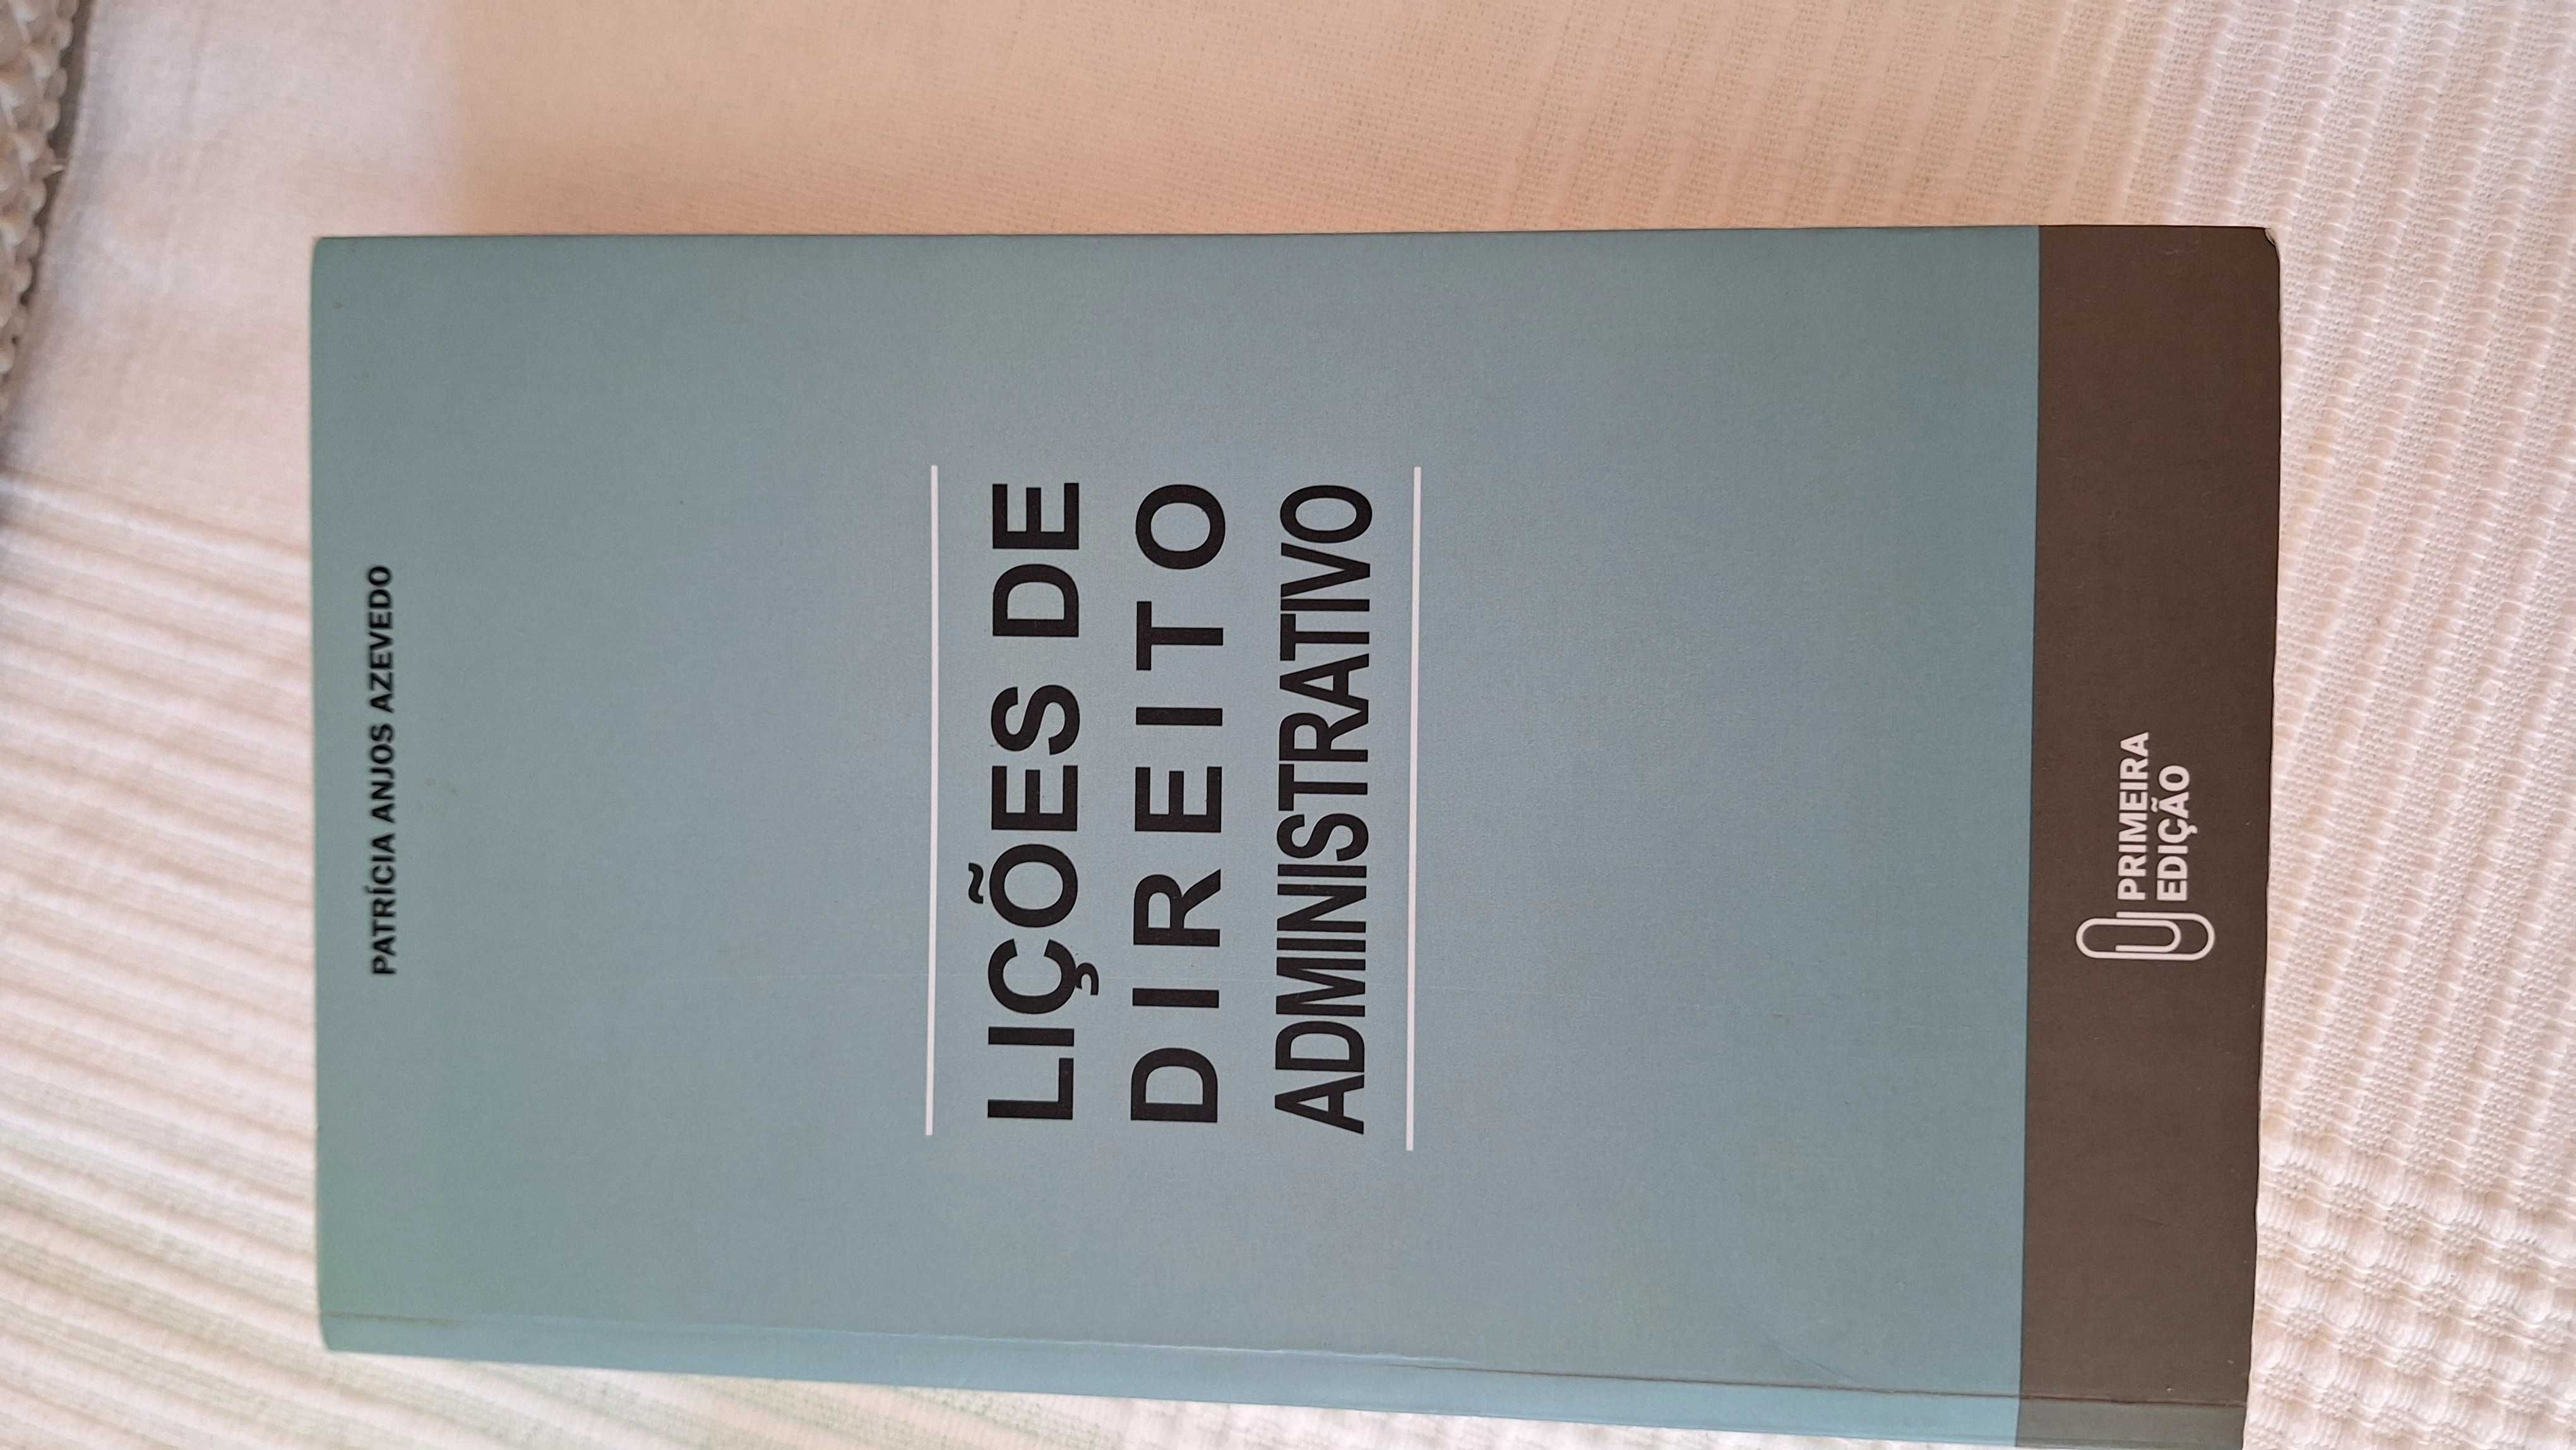 PATRÍCIA ANJOS AZEVEDO
LIÇÕES DE
DIREITO
ADMINISTRATIVO
PRIMEIRA
EDIÇÃO